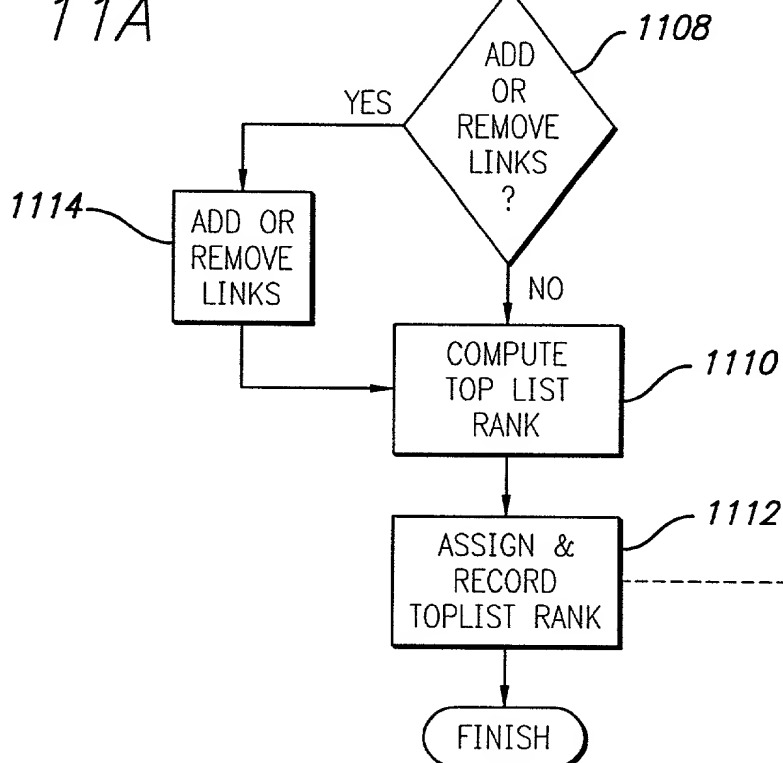 11A
1108
ADD
OR
REMOVE
LINKS
?
YES
1114
ADD OR
REMOVE
LINKS
NO
COMPUTE
TOP LIST
RANK
1110
1112
ASSIGN &
RECORD
TOPLIST RANK
FINISH